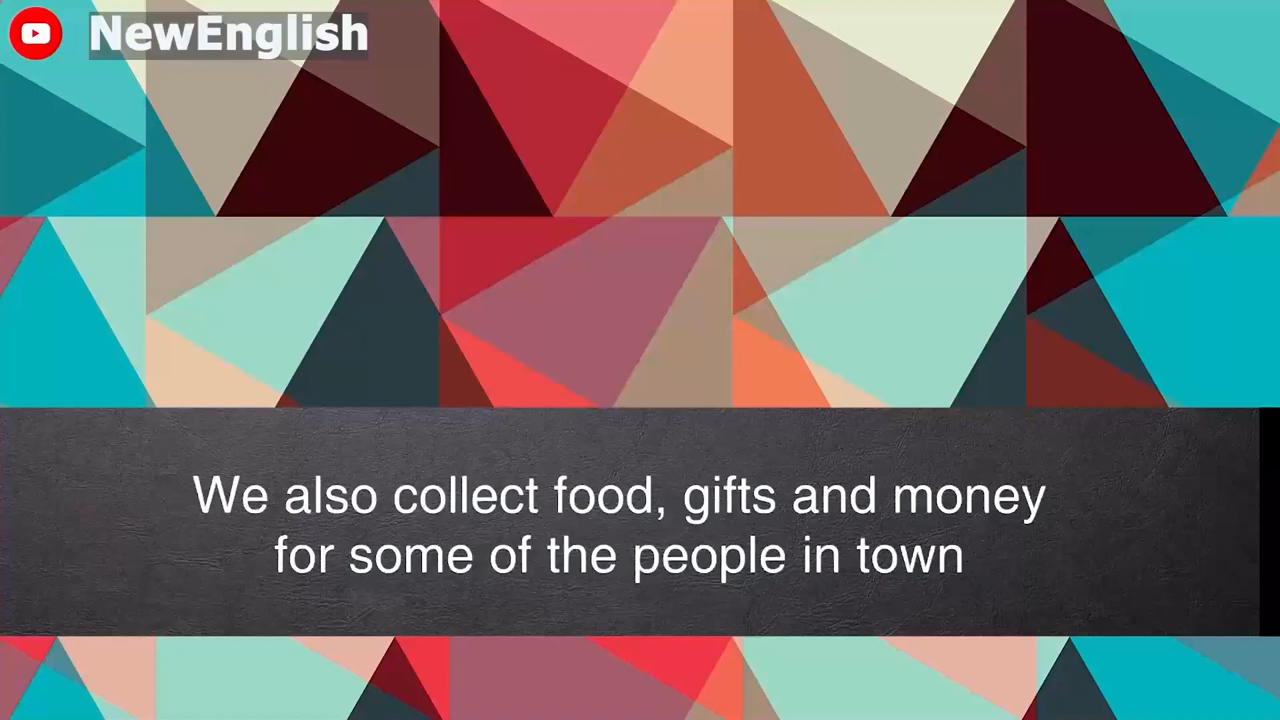 NewEnglish
We also collect food, gifts and money
for some of the people in town